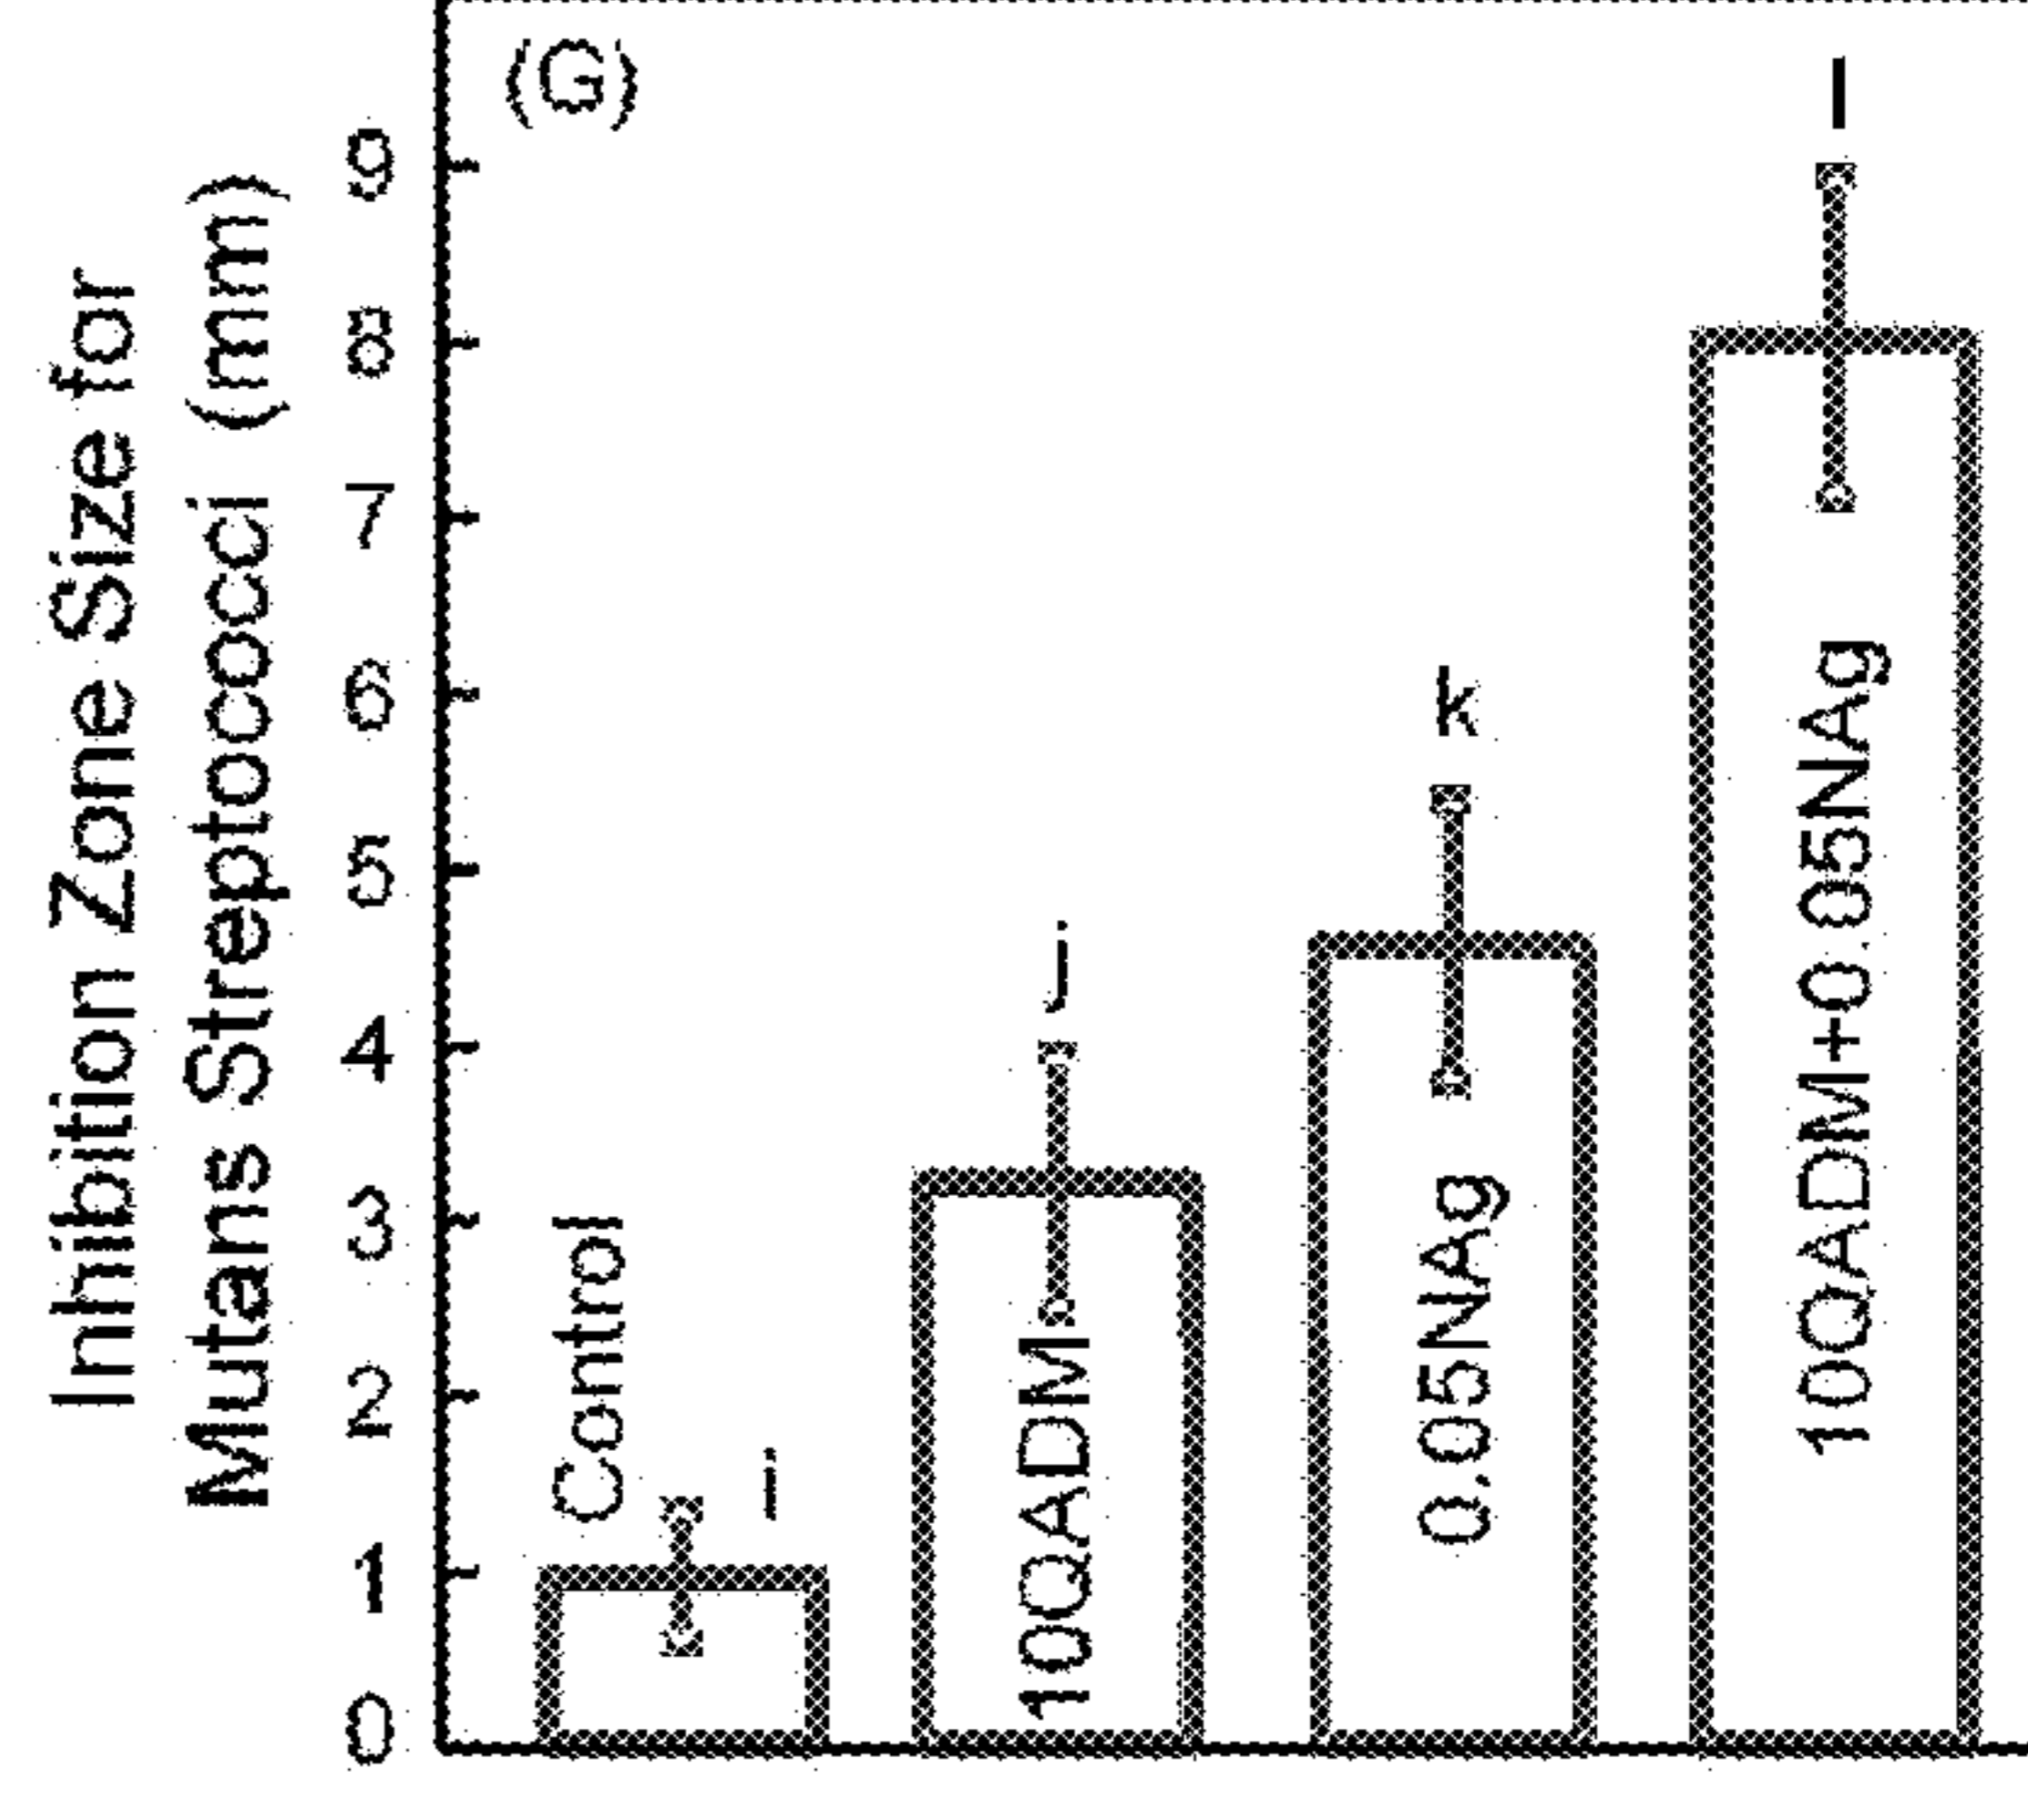 (G)
Inhibition Zone Size for
Mutans Streptococci (mm)
9
8
7
6
5
4
3
2
1
0
Control
i
10QADM
j
0.05NAg
k
10QADM+0.05NAg
l